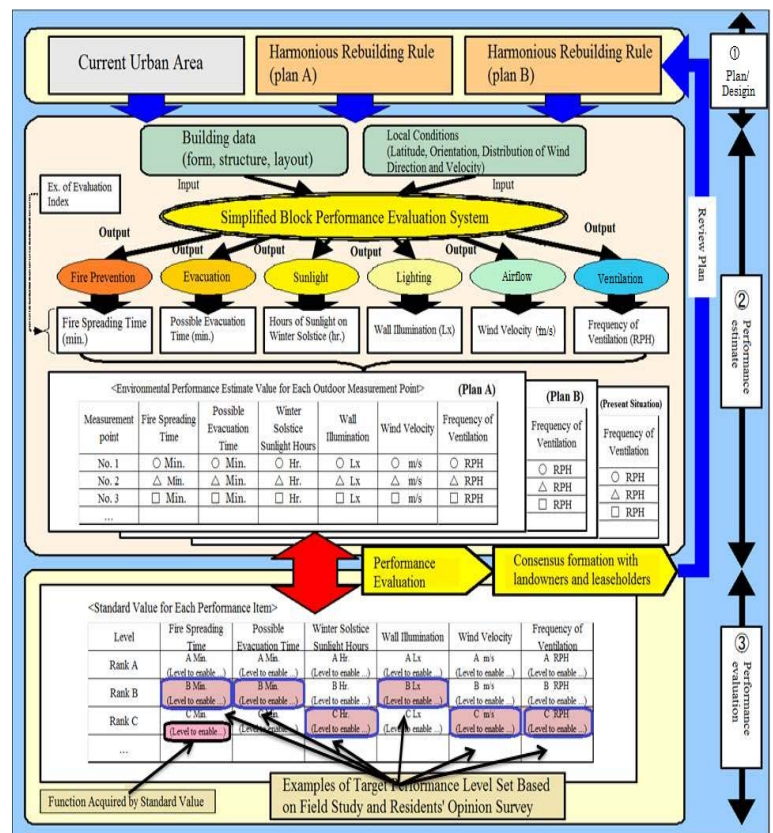 Current Urban Area
Harmonious Rebuilding Rule
(plan A)
Harmonious Rebuilding Rule
(plan B)
①
Plan/
Desigin
Building data
(form, structure, layout)
Local Conditions
(Latitude, Orientation, Distribution of Wind
Direction and Velocity)
Input
Input
Ex. of Evaluation
Index
Simplified Block Performance Evaluation System
Output
Output
Output
Output
Output
Output
Fire Prevention
Evacuation
Sunlight
Lighting
Airflow
Ventilation
Fire Spreading Time
(min.)
Possible Evacuation
Time (min.)
Hours of Sunlight on
Winter Solstice (hr.)
Wall Illumination (Lx)
Wind Velocity (m/s)
Frequency of
Ventilation (RPH)
Review Plan
②
Performance
estimate
<Environmental Performance Estimate Value for Each Outdoor Measurement Point>
(Plan A)
Measurement
point
Fire Spreading
Time
Possible
Evacuation
Time
Winter
Solstice
Sunlight Hours
Wall
Illumination
Wind Velocity
Frequency of
Ventilation
No. 1 ○ Min. ○ Min. ○ Hr. ○ Lx ○ m/s ○ RPH
No. 2 △ Min. △ Min. △ Hr. △ Lx △ m/s △ RPH
No. 3 □ Min. □ Min. □ Hr. □ Lx □ m/s □ RPH
...
(Plan B)
Frequency of
Ventilation
○ RPH
△ RPH
□ RPH
(Present Situation)
Frequency of
Ventilation
○ RPH
△ RPH
□ RPH
Performance
Evaluation
Consensus formation with
landowners and leaseholders
③
Performance
evaluation
<Standard Value for Each Performance Item>
Level
Fire Spreading
Time
Possible
Evacuation Time
Winter Solstice
Sunlight Hours
Wall Illumination
Wind Velocity
Frequency of
Ventilation
Rank A
A Min. A Min. A Hr. A Lx A m/s A RPH
(Level to enable ...) (Level to enable ...) (Level to enable ...) (Level to enable ...) (Level to enable ...) (Level to enable ...)
Rank B
B Min. B Min. B Hr. B Lx B m/s B RPH
(Level to enable ...) (Level to enable ...) (Level to enable ...) (Level to enable ...) (Level to enable ...) (Level to enable ...)
Rank C
C Min. Min. C Hr. C Lx C m/s C RPH
(Level to enable ...) (Level to enable ...) (Level to enable ...) (Level to enable ...) (Level to enable ...) (Level to enable ...)
...
Function Acquired by Standard Value
Examples of Target Performance Level Set Based
on Field Study and Residents' Opinion Survey